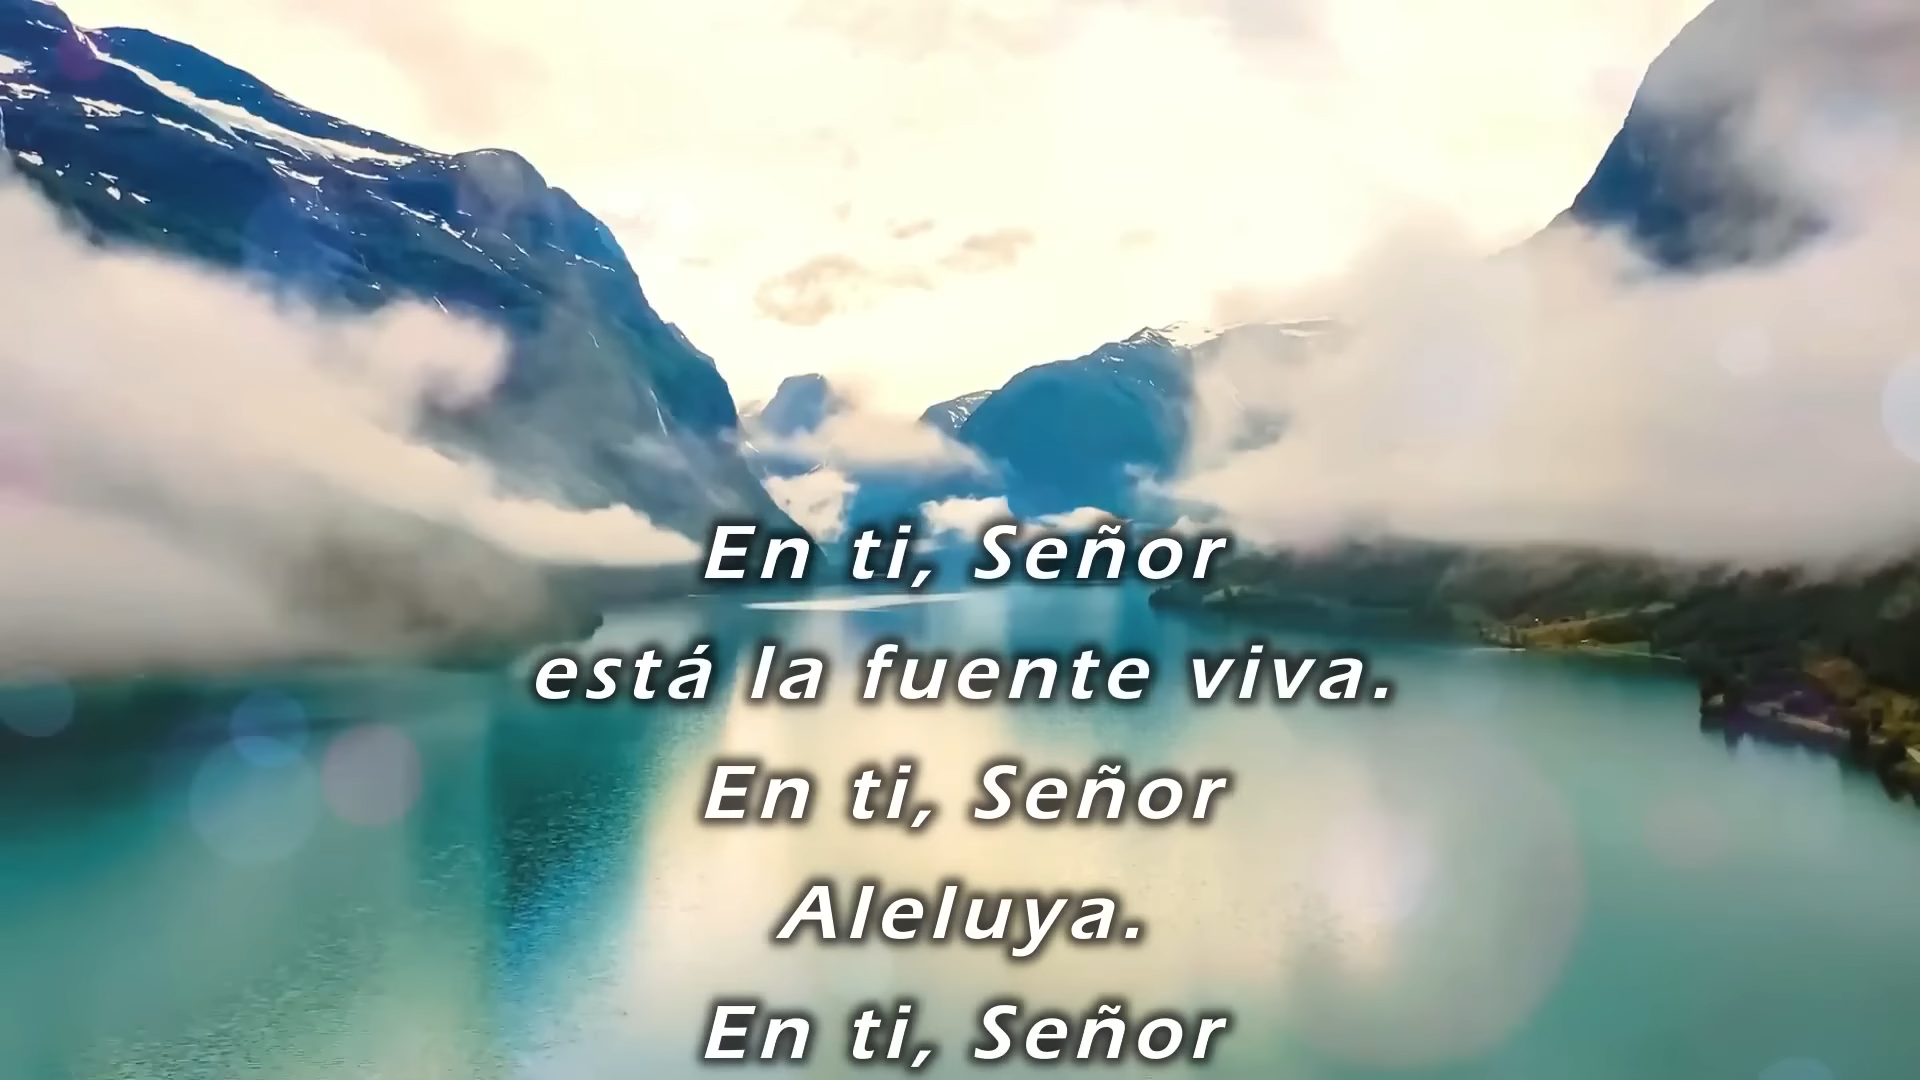 En ti, Señor
está la fuente viva.
En ti, Señor
Aleluya.
En ti, Señor